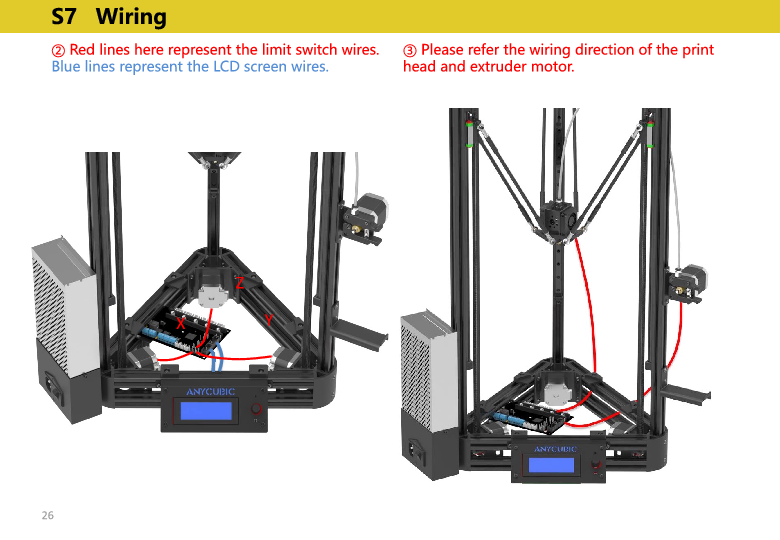 S7 Wiring
② Red lines here represent the limit switch wires.
Blue lines represent the LCD screen wires.
③ Please refer the wiring direction of the print
head and extruder motor.
Z
X
Y
ANYCUBIC
ANYCUBIC
26